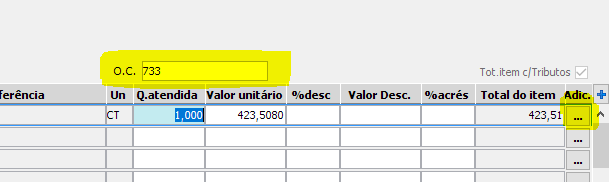 O.C. 733
Tot.item c/Tributos
ferência Un Q.atendida Valor unitário %desc Valor Desc. %acrés Total do item Adic. +
CT 1,000 423,5080 423,51 ...
...
...
...